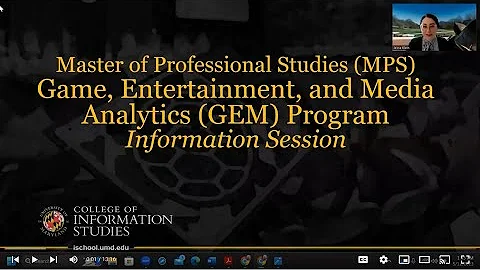 Master of Professional Studies (MPS)
Game, Entertainment, and Media
Analytics (GEM) Program
Information Session
COLLEGE OF
INFORMATION
STUDIES
ischool.umd.edu
0:01 / 13:16